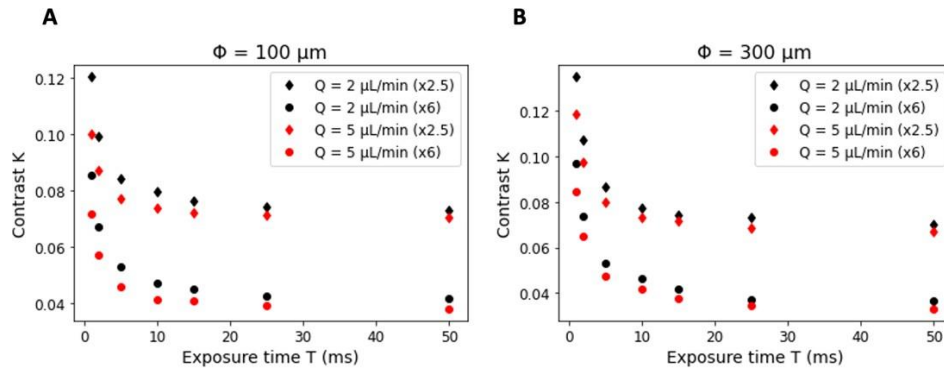 A
Φ = 100 μm
Contrast K
0.12
0.10
0.08
0.06
0.04
Q = 2 μL/min (x2.5)
Q = 2 μL/min (x6)
Q = 5 μL/min (x2.5)
Q = 5 μL/min (x6)
0 10 20 30 40 50
Exposure time T (ms)
B
Φ = 300 μm
Contrast K
0.12
0.10
0.08
0.06
0.04
Q = 2 μL/min (x2.5)
Q = 2 μL/min (x6)
Q = 5 μL/min (x2.5)
Q = 5 μL/min (x6)
0 10 20 30 40 50
Exposure time T (ms)